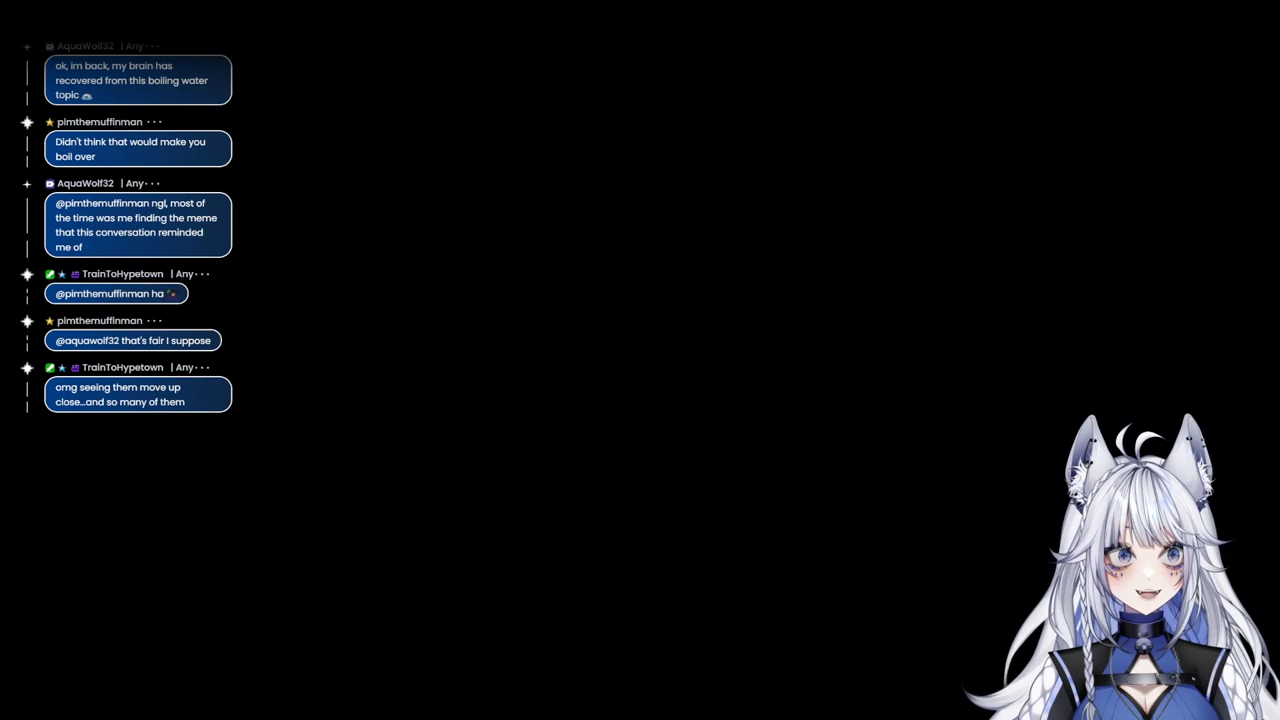 AquaWolf32 | Any···
ok, im back, my brain has
recovered from this boiling water
topic
pimthemuffinman ···
Didn't think that would make you
boil over
AquaWolf32 | Any···
@pimthemuffinman ngl, most of
the time was me finding the meme
that this conversation reminded
me of
TrainToHypetown | Any···
@pimthemuffinman ha
pimthemuffinman ···
@aquawolf32 that's fair I suppose
TrainToHypetown | Any···
omg seeing them move up
close...and so many of them